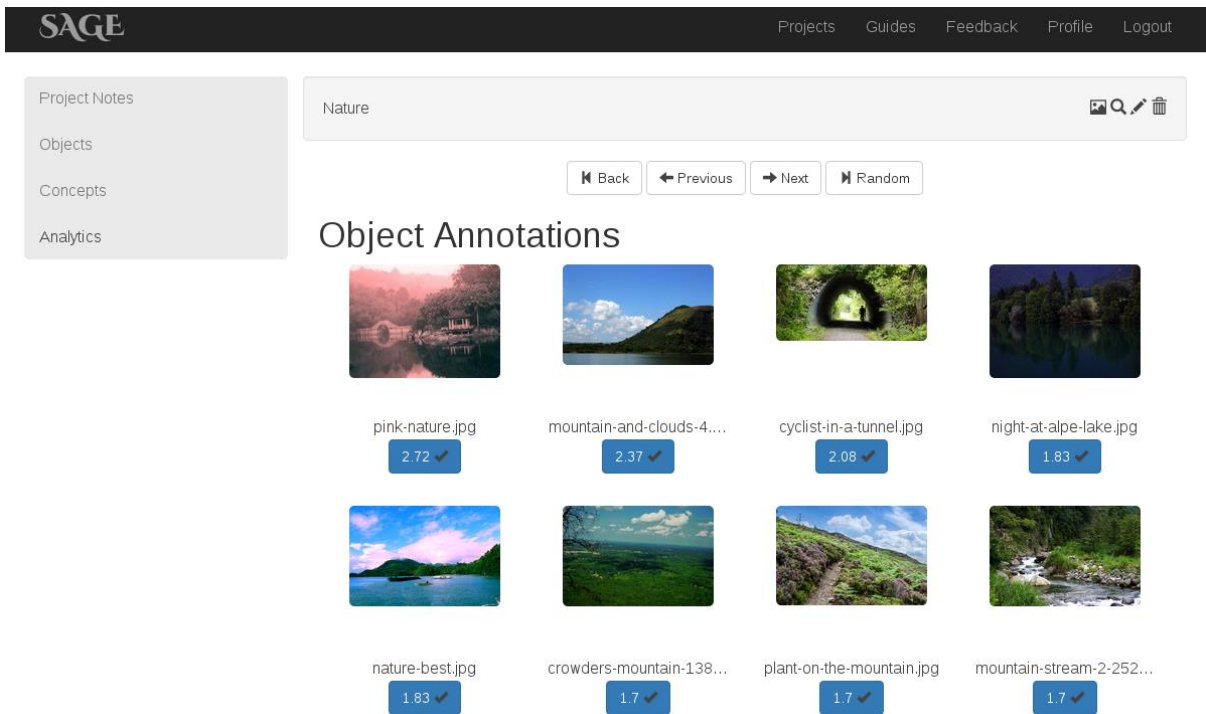 SAGE
Projects Guides Feedback Profile Logout
Project Notes
Objects
Concepts
Analytics
Nature
Back Previous Next Random
Object Annotations
pink-nature.jpg mountain-and-clouds-4.... cyclist-in-a-tunnel.jpg night-at-alpe-lake.jpg
2.72 2.37 2.08 1.83
nature-best.jpg crowders-mountain-138... plant-on-the-mountain.jpg mountain-stream-2-252...
1.83 1.7 1.7 1.7